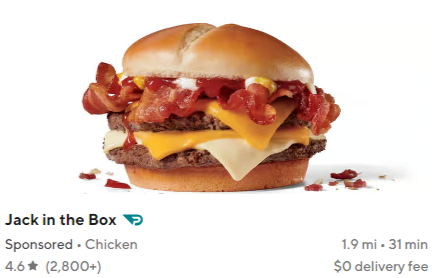 Jack in the Box
Sponsored • Chicken 1.9 mi • 31 min
4.6★ (2,800+) $0 delivery fee